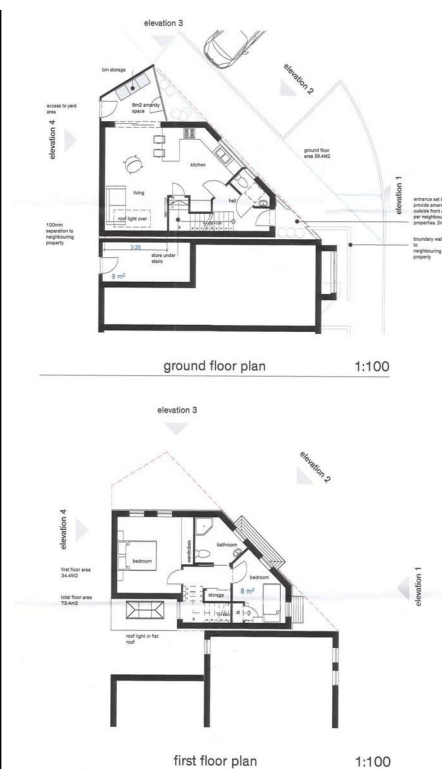 elevation 3
bin storage
elevation 2
access to yard
area
8m2 amenity
space
elevation 4
ground floor
area 39.4M2
kitchen
living
hall
elevation 1
roof light over
entrance set b
provide amen
outside front
per neighbou
properties. 2m
100mm
separation to
neighbouring
property
boundary wall
to
neighbouring
property
3.26
store under
stairs
9 m²
ground floor plan
1:100
elevation 3
elevation 2
elevation 4
wardrobes
bathroom
bedroom
bedroom
first floor area
34.4M2
8 m²
storage
elevation 1
total floor area
73.4m2
roof light in flat
roof
first floor plan
1:100